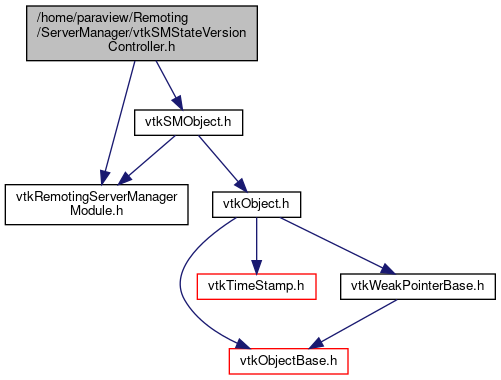 /home/paraview/Remoting
/ServerManager/vtkSMStateVersion
Controller.h
vtkSMObject.h
vtkRemotingServerManager
Module.h
vtkObject.h
vtkTimeStamp.h
vtkWeakPointerBase.h
vtkObjectBase.h